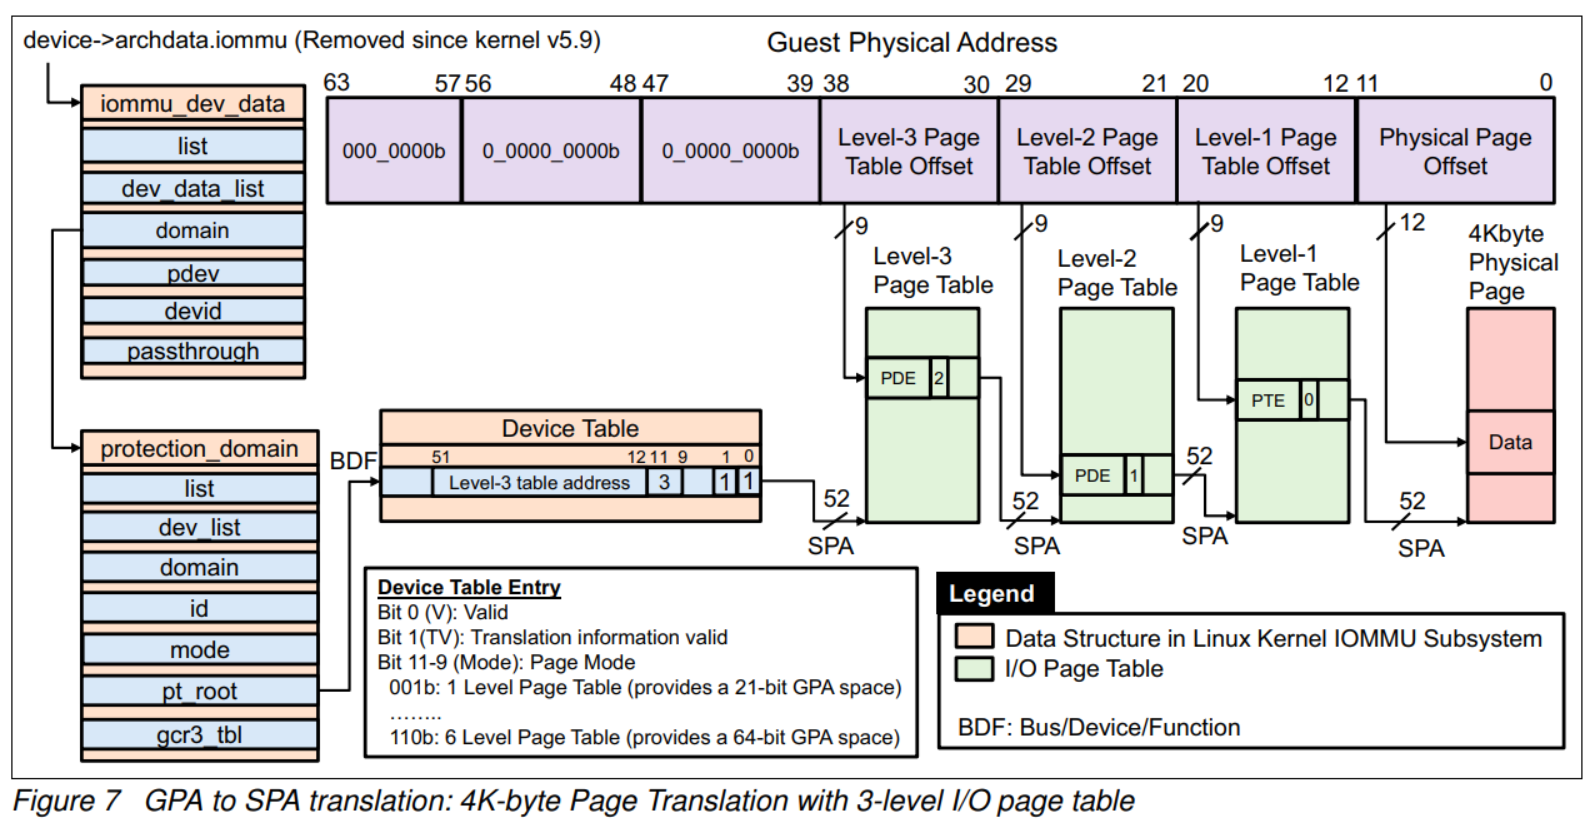 device->archdata.iommu (Removed since kernel v5.9)
Guest Physical Address
63 57 56 48 47 39 38 30 29 21 20 12 11 0
000_0000b
0_0000_0000b
0_0000_0000b
Level-3 Page
Table Offset
Level-2 Page
Table Offset
Level-1 Page
Table Offset
Physical Page
Offset
iommu_dev_data
list
dev_data_list
domain
pdev
devid
passthrough
9
9
9
12
Level-3
Page Table
Level-2
Page Table
Level-1
Page Table
4Kbyte
Physical
Page
PDE 2
PDE 1
PTE 0
Data
protection_domain
list
dev_list
domain
id
mode
pt_root
gcr3_tbl
BDF
Device Table
51 12 11 9 1 0
Level-3 table address 3 1 1
52
SPA
52
SPA
52
SPA
52
SPA
Device Table Entry
Bit 0 (V): Valid
Bit 1(TV): Translation information valid
Bit 11-9 (Mode): Page Mode
001b: 1 Level Page Table (provides a 21-bit GPA space)
........
110b: 6 Level Page Table (provides a 64-bit GPA space)
Legend
Data Structure in Linux Kernel IOMMU Subsystem
I/O Page Table
BDF: Bus/Device/Function
Figure 7 GPA to SPA translation: 4K-byte Page Translation with 3-level I/O page table